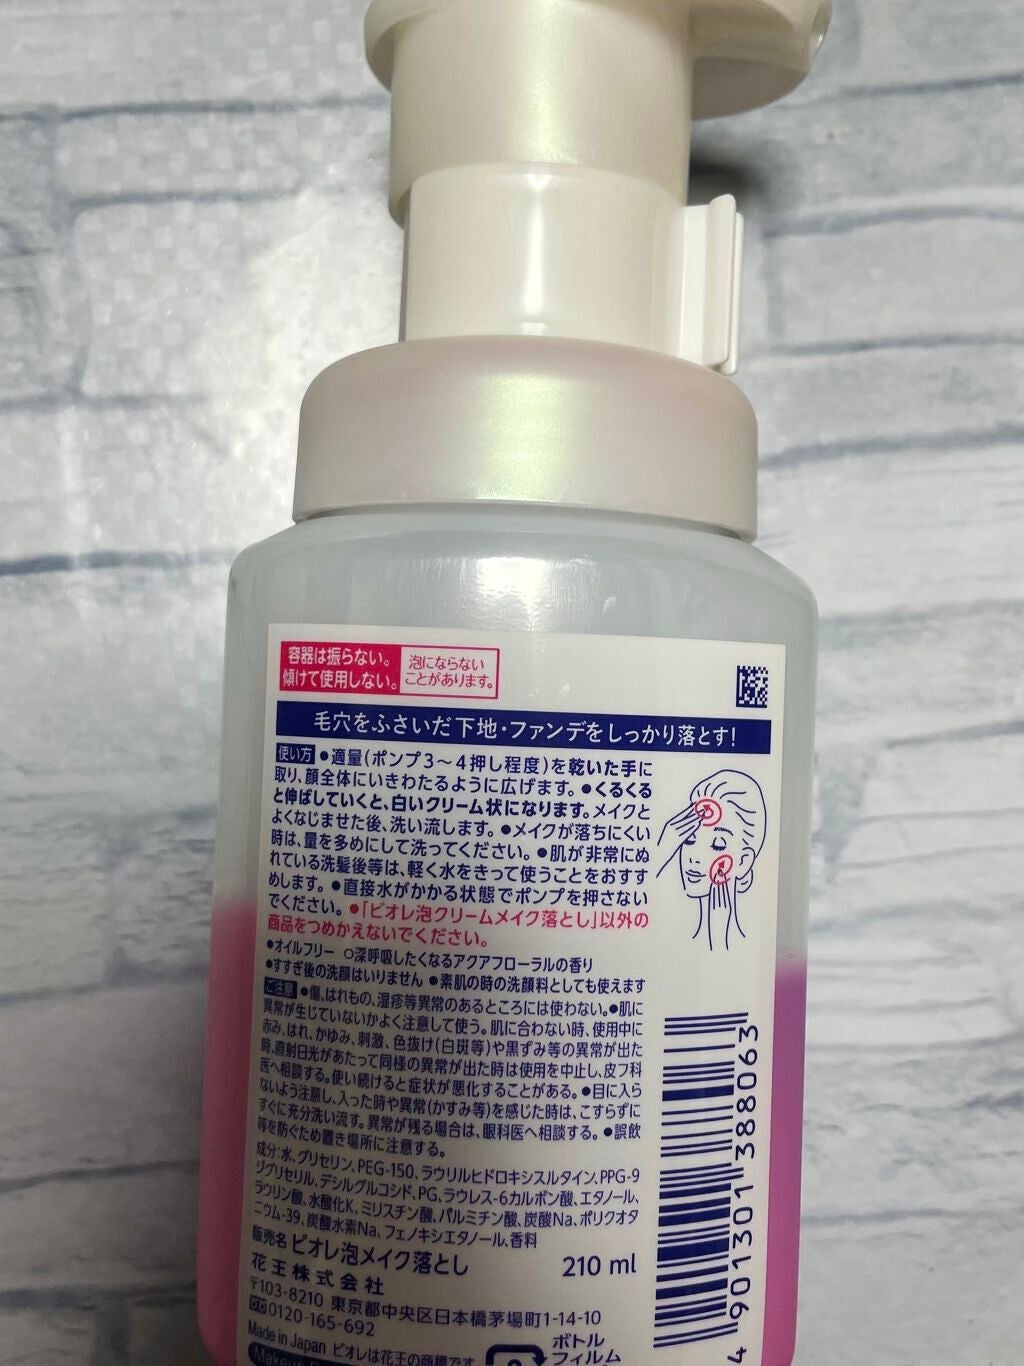 容器は振らない。
傾けて使用しない。
泡にならない
ことがあります。
毛穴をふさいだ下地・ファンデをしっかり落とす!
使い方 ●適量(ポンプ3〜4押し程度)を乾いた手に
取り、顔全体にいきわたるように広げます。●くるくる
と伸ばしていくと、白いクリーム状になります。メイクと
よくなじませた後、洗い流します。●メイクが落ちにくい
時は、量を多めにして洗ってください。●肌が非常にぬ
れている洗髪後等は、軽く水をきって使うことをおすす
めします。●直接水がかかる状態でポンプを押さない
でください。●「ビオレ泡クリームメイク落とし」以外の
商品をつめかえないでください。
●オイルフリー ○深呼吸したくなるアクアフローラルの香り
●すすぎ後の洗顔はいりません ●素肌の時の洗顔料としても使えます
ご注意 ●傷、はれもの、湿疹等異常のあるところには使わない。●肌に
異常が生じていないかよく注意して使う。肌に合わない時、使用中に
赤み、はれ、かゆみ、刺激、色抜け(白斑等)や黒ずみ等の異常が出た
時、直射日光があたって同様の異常が出た時は使用を中止し、皮フ科
医へ相談する。使い続けると症状が悪化することがある。●目に入ら
ないよう注意し、入った時や異常(かすみ等)を感じた時は、こすらずに
すぐに充分洗い流す。異常が残る場合は、眼科医へ相談する。●誤飲
等を防ぐため置き場所に注意する。
成分:水、グリセリン、PEG-150、ラウリルヒドロキシスルタイン、PPG-9
ジグリセリル、デシルグルコシド、PG、ラウレス-6カルボン酸、エタノール、
ラウリン酸、水酸化K、ミリスチン酸、パルミチン酸、炭酸Na、ポリクオタ
ニウム-39、炭酸水素Na、フェノキシエタノール、香料
販売名 ビオレ泡メイク落とし 210 ml
花王株式会社
〒103-8210 東京都中央区日本橋茅場町1-14-10
0120-165-692
Made in Japan ビオレは花王の商標です
ボトル
フィルム
4 901301 388063